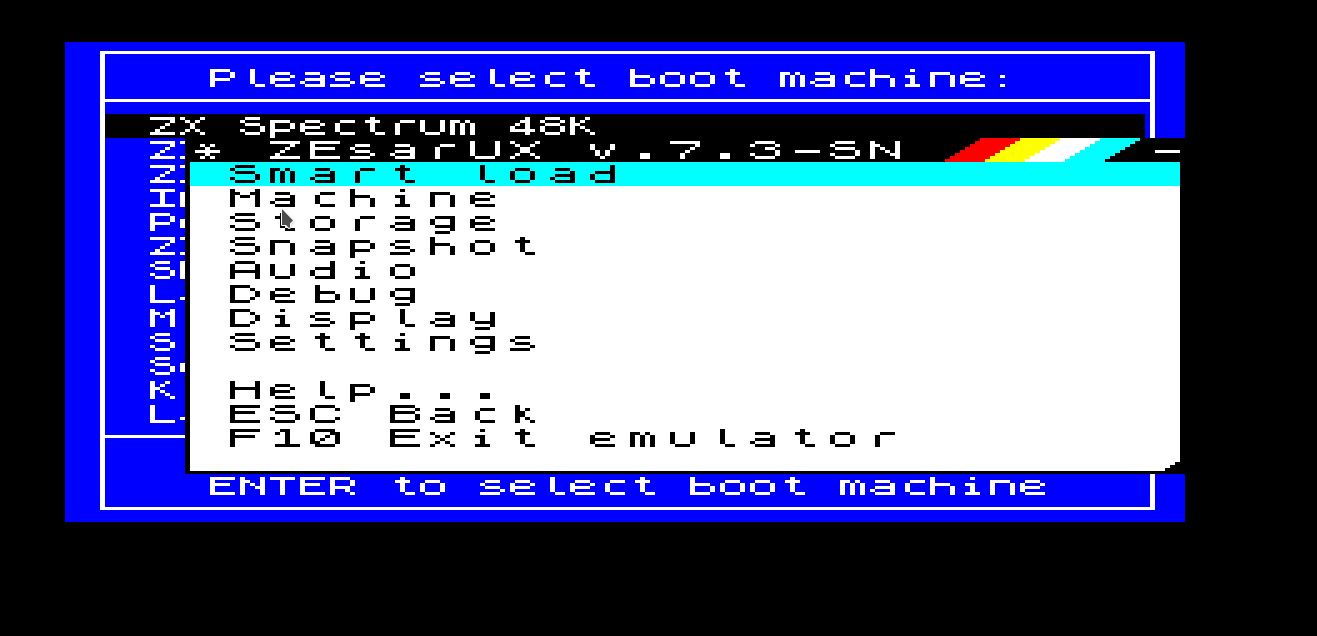 Please select boot machine:
ZX Spectrum 48K
* ZEsarUX v.7.3-SN
Smart load
Machine
Storage
Snapshot
Audio
Debug
Display
Settings
Help...
ESC Back
F10 Exit emulator
ENTER to select boot machine